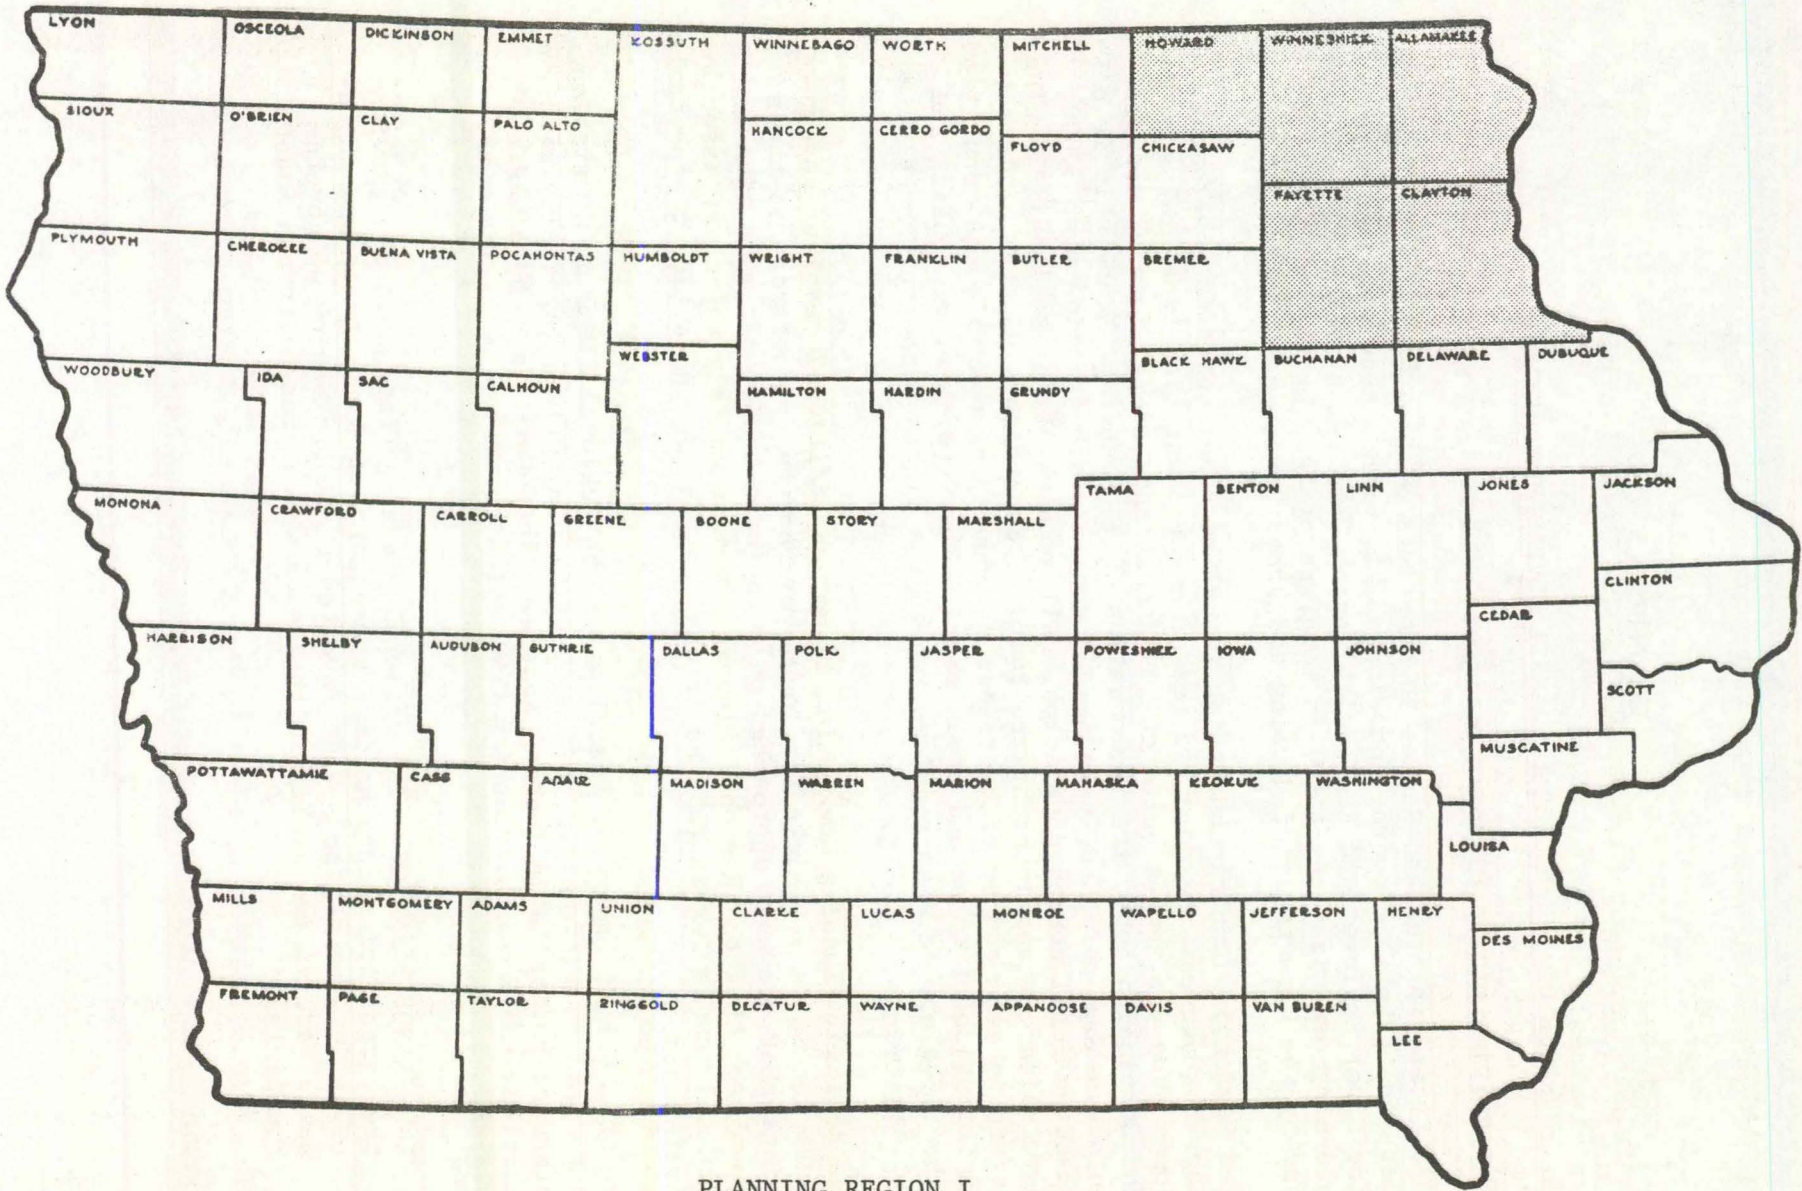 LYON OSCEOLA DICKINSON EMMET KOSSUTH WINNEBAGO WORTH MITCHELL HOWARD WINNESHIEK ALLAMAKEE
SIOUX O'BRIEN CLAY PALO ALTO HANCOCK CERRO GORDO
FLOYD CHICKASAW
FAYETTE CLAYTON
PLYMOUTH CHEROKEE BUENA VISTA POCAHONTAS HUMBOLDT WRIGHT FRANKLIN BUTLER BREMER
WEBSTER BLACK HAWK BUCHANAN DELAWARE DUBUQUE
WOODBURY IDA SAC CALHOUN HAMILTON HARDIN GRUNDY
TAMA BENTON LINN JONES JACKSON
MONONA CRAWFORD CARROLL GREENE BOONE STORY MARSHALL
CLINTON
CEDAR
HARRISON SHELBY AUDUBON GUTHRIE DALLAS POLK JASPER POWESHIEK IOWA JOHNSON
SCOTT
MUSCATINE
POTTAWATTAMIE CASS ADAIR MADISON WARREN MARION MAHASKA KEOKUK WASHINGTON
LOUISA
MILLS MONTGOMERY ADAMS UNION CLARKE LUCAS MONROE WAPELLO JEFFERSON HENRY
DES MOINES
FREMONT PAGE TAYLOR RINGGOLD DECATUR WAYNE APPANOOSE DAVIS VAN BUREN
LEE
PLANNING REGION I